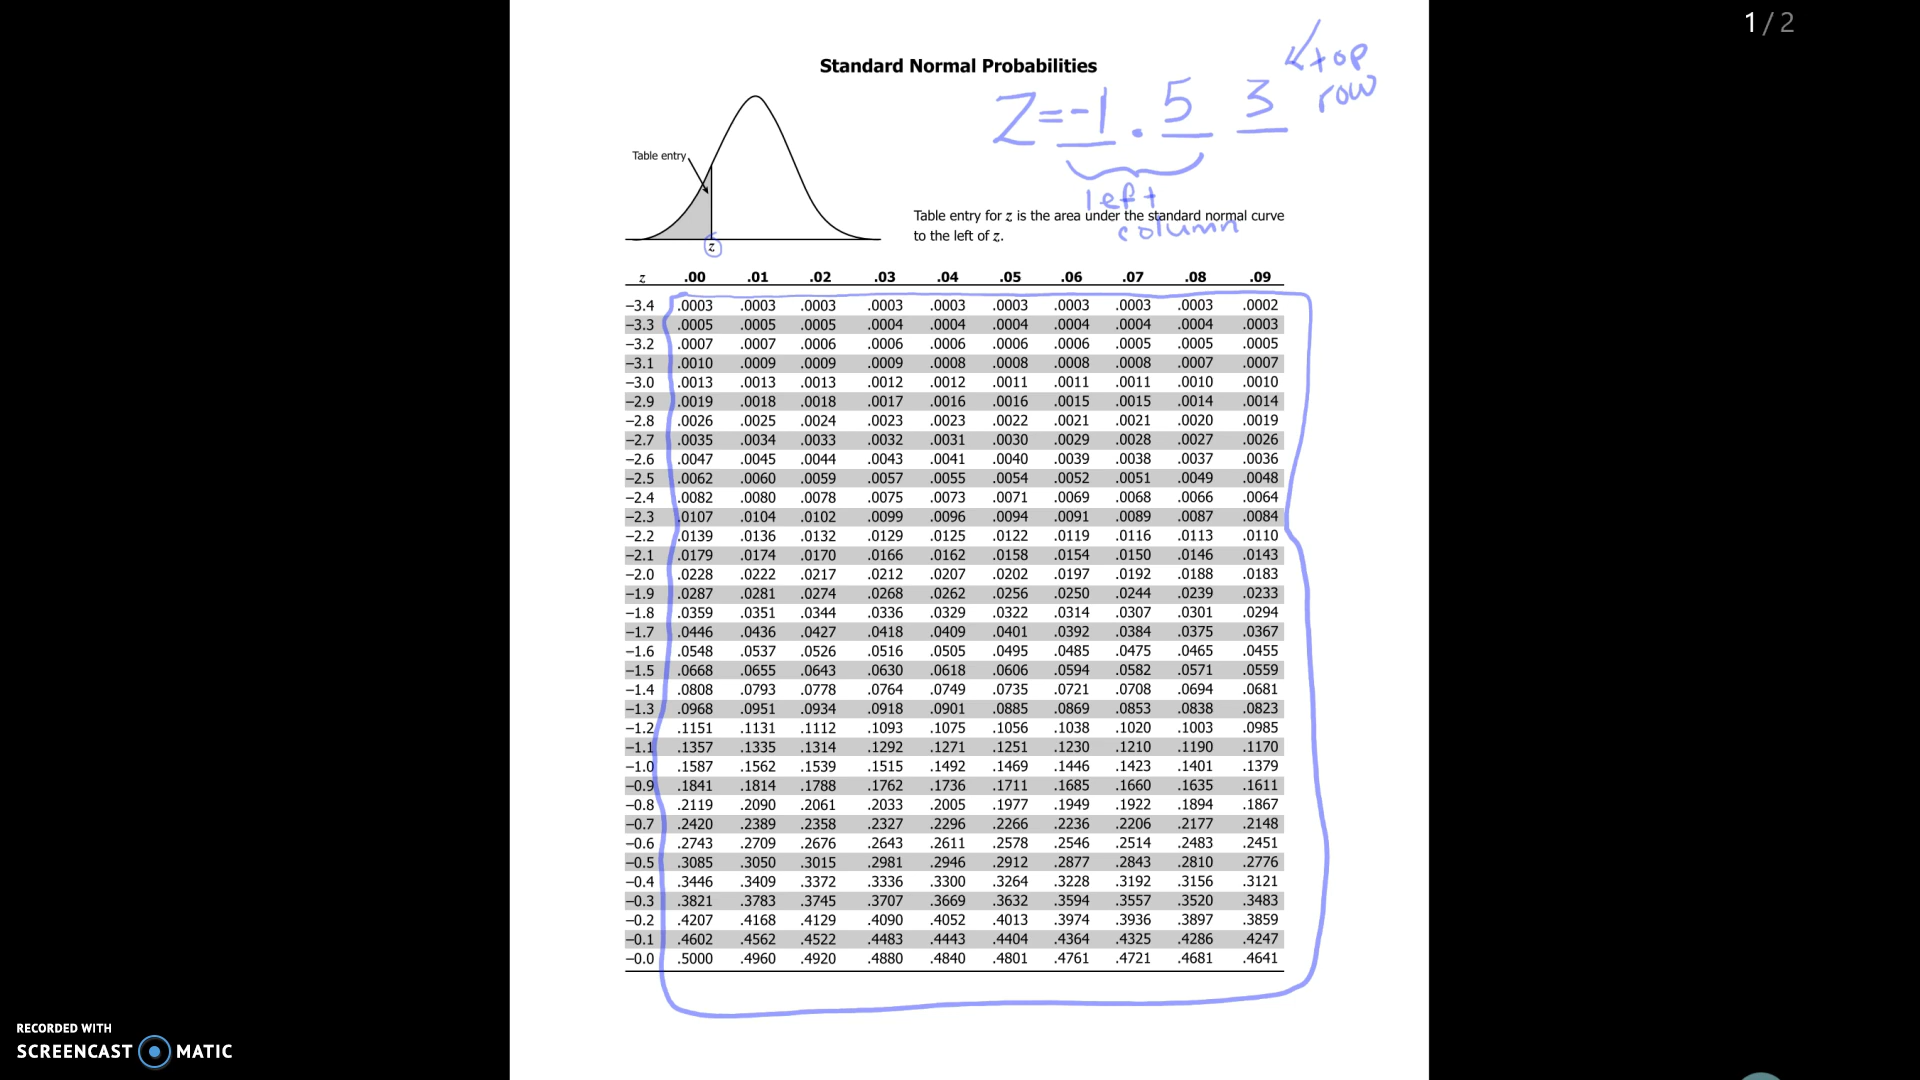 1 / 2
Standard Normal Probabilities
top
row
Z = -1 . 5 3
left
column
Table entry
z
Table entry for z is the area under the standard normal curve
to the left of z.
z .00 .01 .02 .03 .04 .05 .06 .07 .08 .09
−3.4 .0003 .0003 .0003 .0003 .0003 .0003 .0003 .0003 .0003 .0002
−3.3 .0005 .0005 .0005 .0004 .0004 .0004 .0004 .0004 .0004 .0003
−3.2 .0007 .0007 .0006 .0006 .0006 .0006 .0006 .0005 .0005 .0005
−3.1 .0010 .0009 .0009 .0009 .0008 .0008 .0008 .0008 .0007 .0007
−3.0 .0013 .0013 .0013 .0012 .0012 .0011 .0011 .0011 .0010 .0010
−2.9 .0019 .0018 .0018 .0017 .0016 .0016 .0015 .0015 .0014 .0014
−2.8 .0026 .0025 .0024 .0023 .0023 .0022 .0021 .0021 .0020 .0019
−2.7 .0035 .0034 .0033 .0032 .0031 .0030 .0029 .0028 .0027 .0026
−2.6 .0047 .0045 .0044 .0043 .0041 .0040 .0039 .0038 .0037 .0036
−2.5 .0062 .0060 .0059 .0057 .0055 .0054 .0052 .0051 .0049 .0048
−2.4 .0082 .0080 .0078 .0075 .0073 .0071 .0069 .0068 .0066 .0064
−2.3 .0107 .0104 .0102 .0099 .0096 .0094 .0091 .0089 .0087 .0084
−2.2 .0139 .0136 .0132 .0129 .0125 .0122 .0119 .0116 .0113 .0110
−2.1 .0179 .0174 .0170 .0166 .0162 .0158 .0154 .0150 .0146 .0143
−2.0 .0228 .0222 .0217 .0212 .0207 .0202 .0197 .0192 .0188 .0183
−1.9 .0287 .0281 .0274 .0268 .0262 .0256 .0250 .0244 .0239 .0233
−1.8 .0359 .0351 .0344 .0336 .0329 .0322 .0314 .0307 .0301 .0294
−1.7 .0446 .0436 .0427 .0418 .0409 .0401 .0392 .0384 .0375 .0367
−1.6 .0548 .0537 .0526 .0516 .0505 .0495 .0485 .0475 .0465 .0455
−1.5 .0668 .0655 .0643 .0630 .0618 .0606 .0594 .0582 .0571 .0559
−1.4 .0808 .0793 .0778 .0764 .0749 .0735 .0721 .0708 .0694 .0681
−1.3 .0968 .0951 .0934 .0918 .0901 .0885 .0869 .0853 .0838 .0823
−1.2 .1151 .1131 .1112 .1093 .1075 .1056 .1038 .1020 .1003 .0985
−1.1 .1357 .1335 .1314 .1292 .1271 .1251 .1230 .1210 .1190 .1170
−1.0 .1587 .1562 .1539 .1515 .1492 .1469 .1446 .1423 .1401 .1379
−0.9 .1841 .1814 .1788 .1762 .1736 .1711 .1685 .1660 .1635 .1611
−0.8 .2119 .2090 .2061 .2033 .2005 .1977 .1949 .1922 .1894 .1867
−0.7 .2420 .2389 .2358 .2327 .2296 .2266 .2236 .2206 .2177 .2148
−0.6 .2743 .2709 .2676 .2643 .2611 .2578 .2546 .2514 .2483 .2451
−0.5 .3085 .3050 .3015 .2981 .2946 .2912 .2877 .2843 .2810 .2776
−0.4 .3446 .3409 .3372 .3336 .3300 .3264 .3228 .3192 .3156 .3121
−0.3 .3821 .3783 .3745 .3707 .3669 .3632 .3594 .3557 .3520 .3483
−0.2 .4207 .4168 .4129 .4090 .4052 .4013 .3974 .3936 .3897 .3859
−0.1 .4602 .4562 .4522 .4483 .4443 .4404 .4364 .4325 .4286 .4247
−0.0 .5000 .4960 .4920 .4880 .4840 .4801 .4761 .4721 .4681 .4641
RECORDED WITH
SCREENCAST MATIC